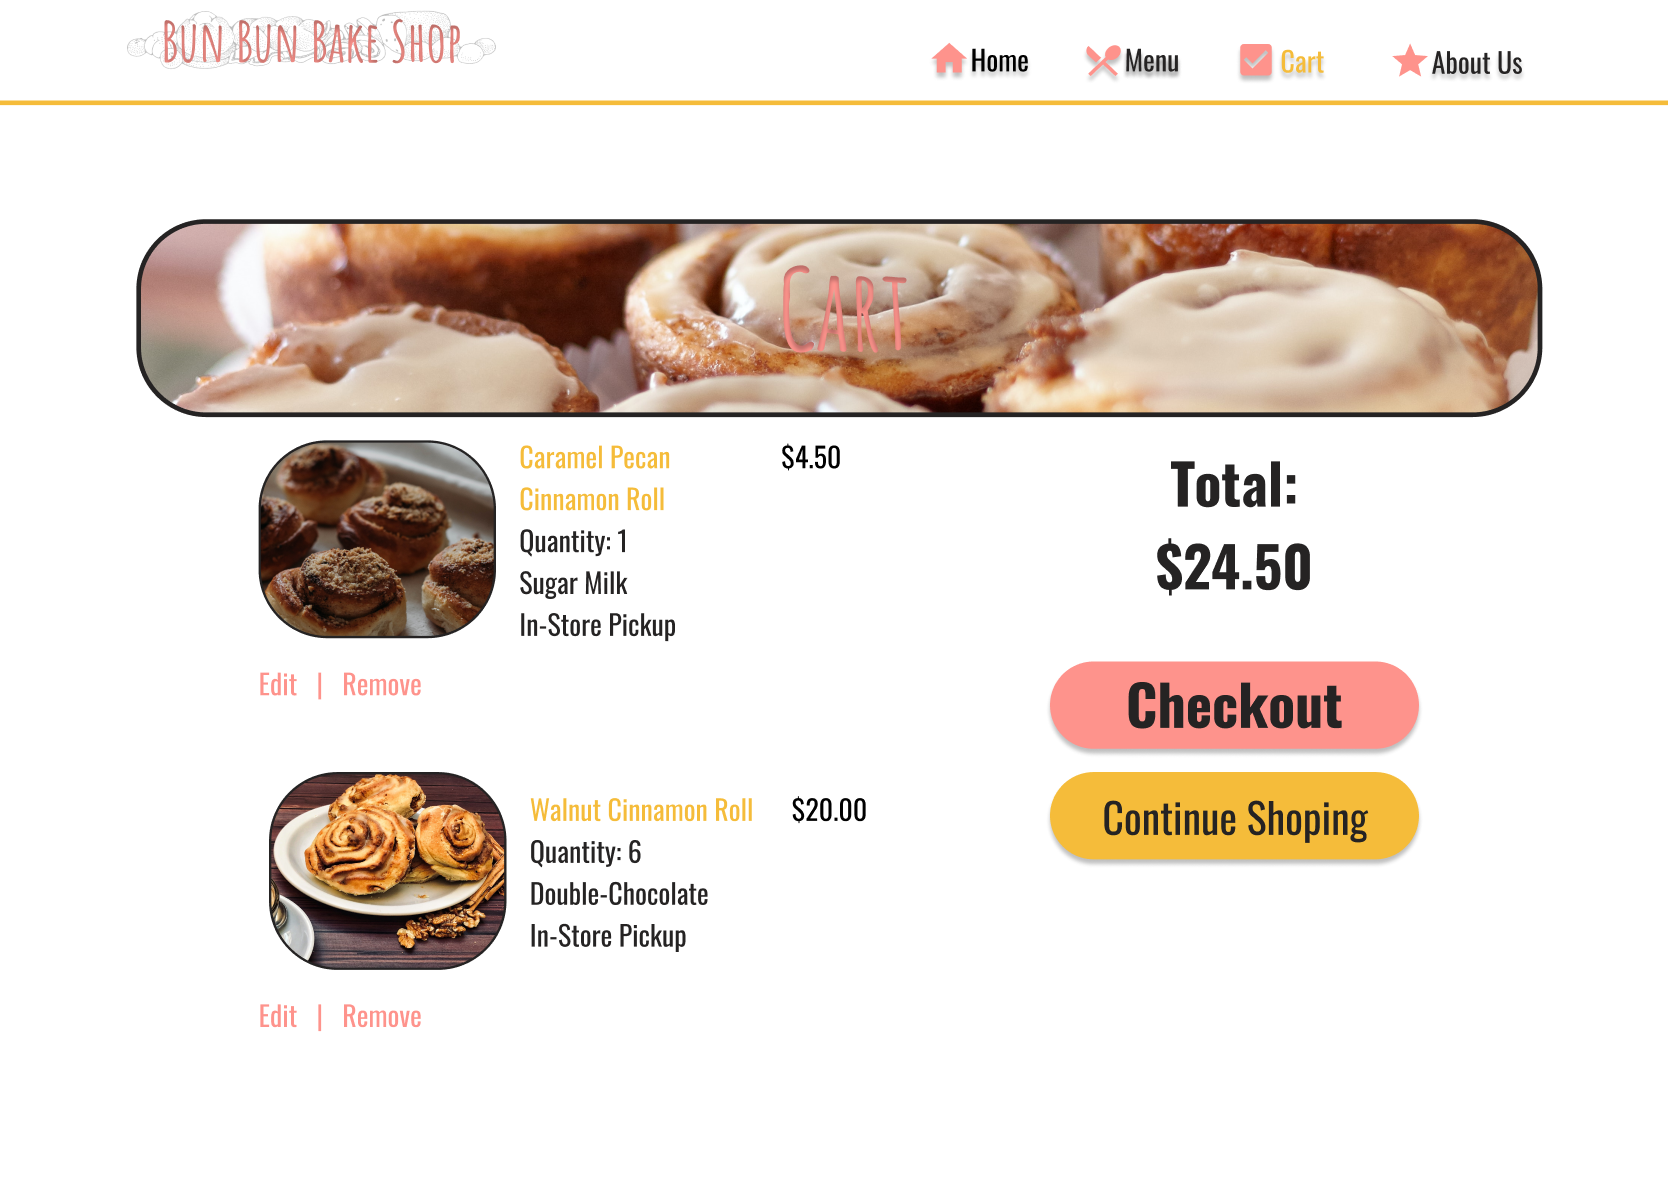 Bun Bun Bake Shop
Home
Menu
Cart
About Us
Cart
Caramel Pecan
Cinnamon Roll
$4.50
Quantity: 1
Sugar Milk
In-Store Pickup
Edit | Remove
Walnut Cinnamon Roll
$20.00
Quantity: 6
Double-Chocolate
In-Store Pickup
Edit | Remove
Total:
$24.50
Checkout
Continue Shoping